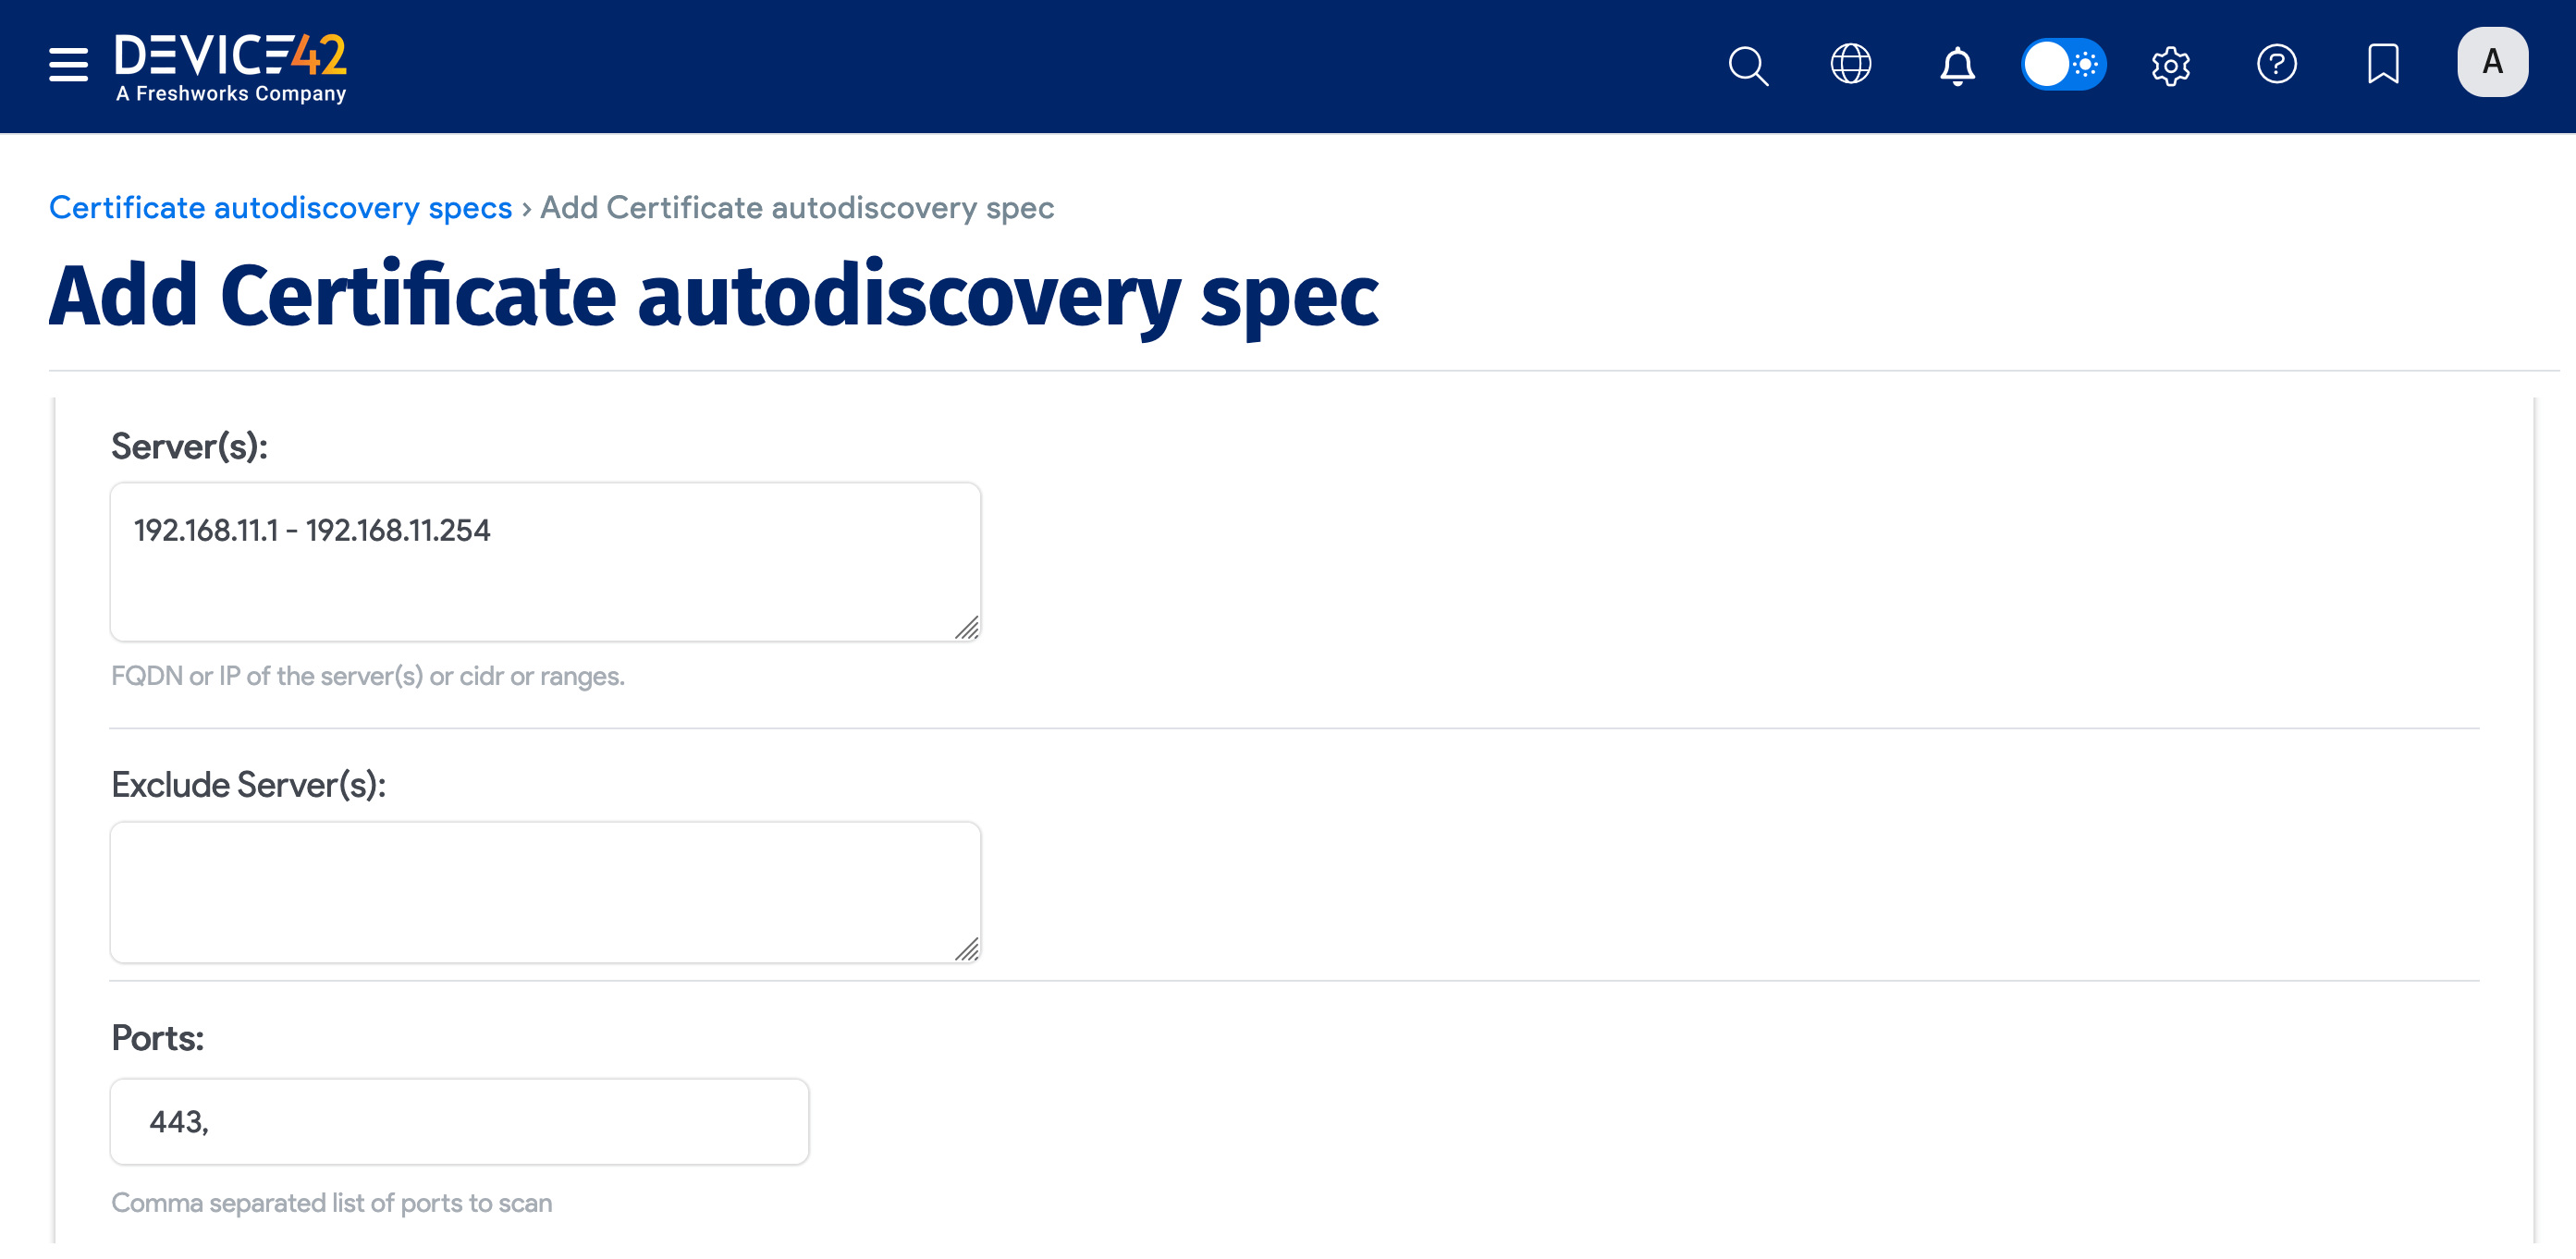 DEVICE42
A Freshworks Company
A
Certificate autodiscovery specs › Add Certificate autodiscovery spec
Add Certificate autodiscovery spec
Server(s):
192.168.11.1 - 192.168.11.254
FQDN or IP of the server(s) or cidr or ranges.
Exclude Server(s):
Ports:
443,
Comma separated list of ports to scan